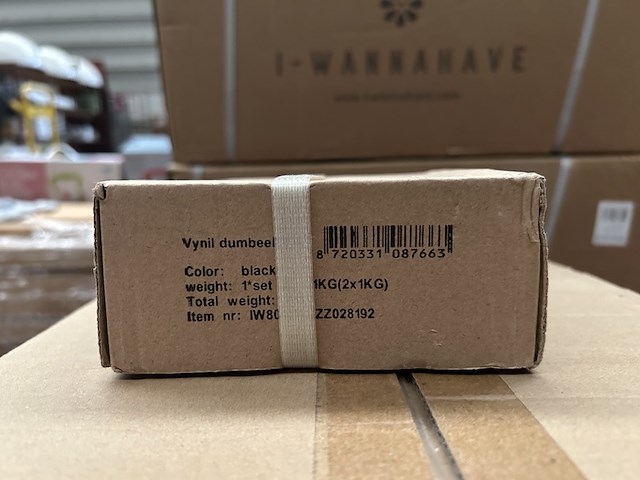 I-WANNAHAVE
Vynil dumbeel
8 720331 087663
Color: black
weight: 1*set 1KG(2x1KG)
Total weight:
Item nr: IW80 ZZ028192